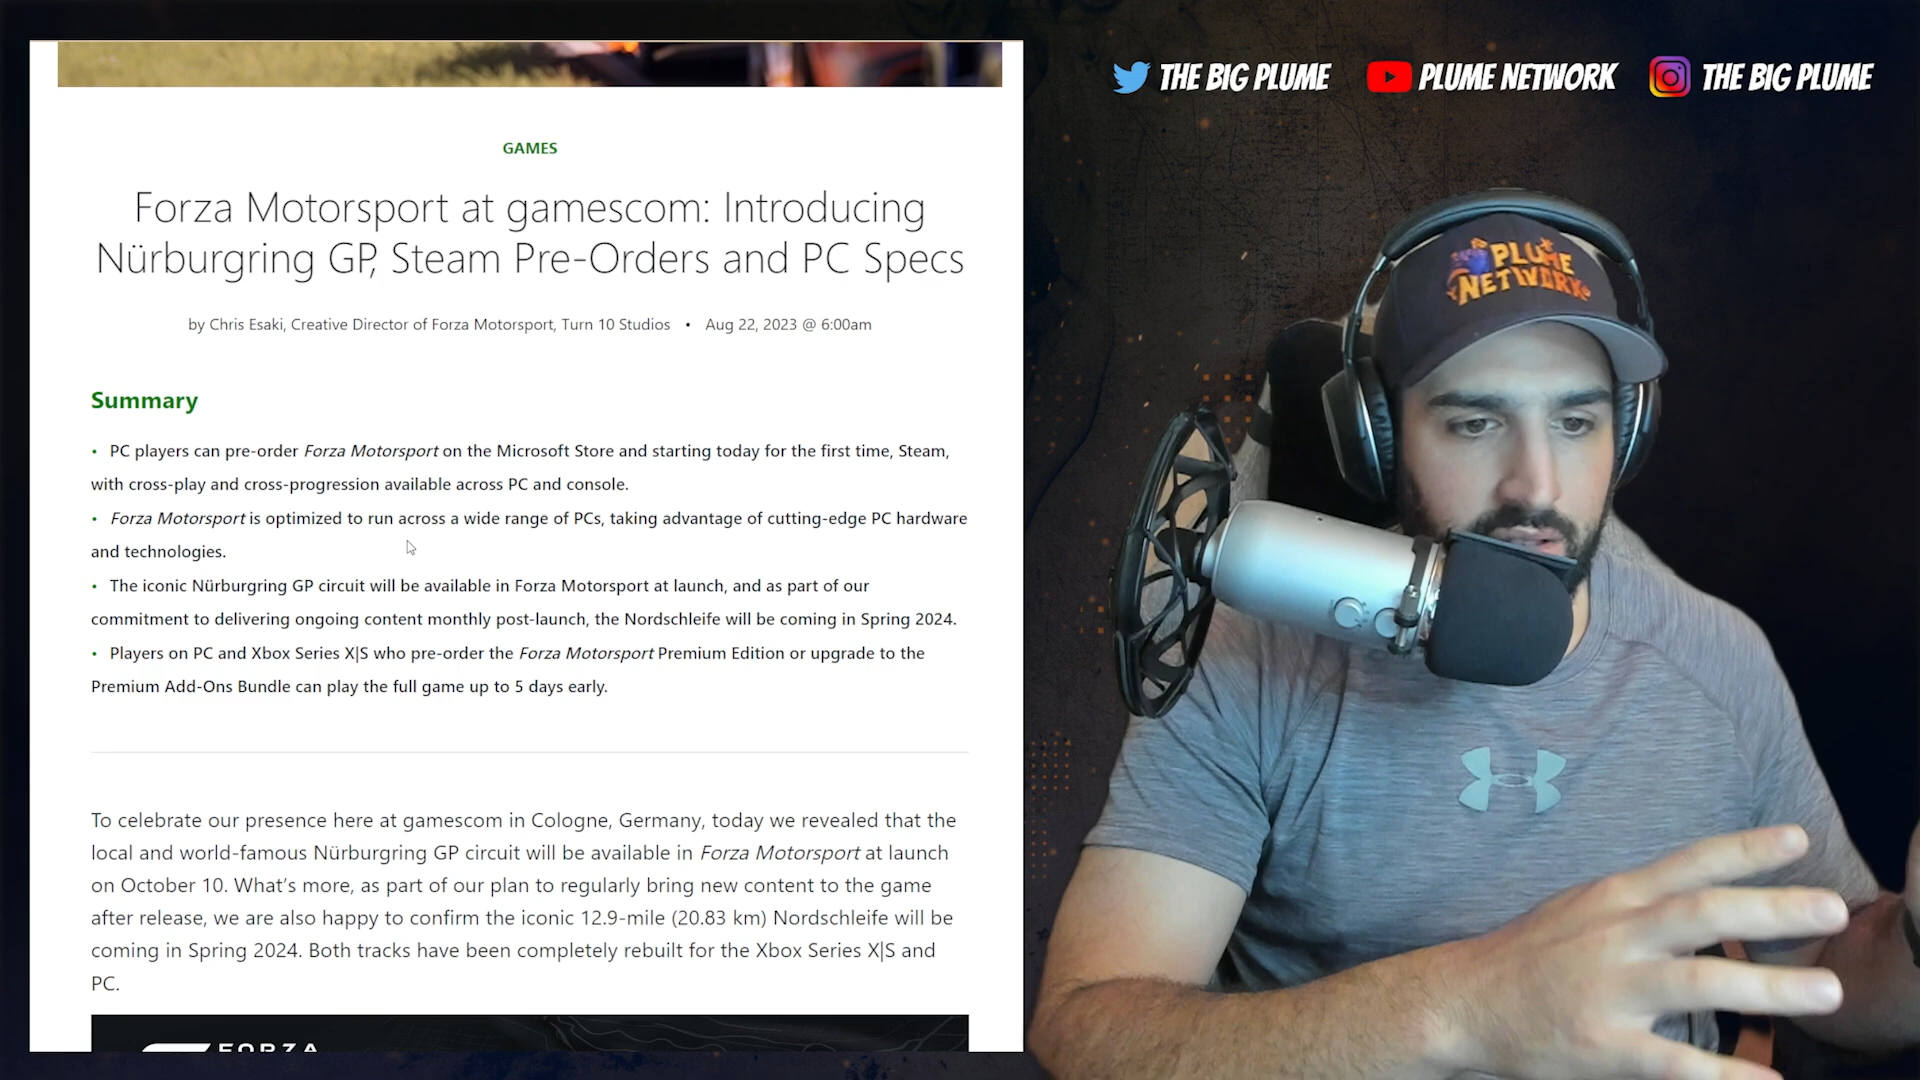 THE BIG PLUME PLUME NETWORK THE BIG PLUME
GAMES
Forza Motorsport at gamescom: Introducing
Nürburgring GP, Steam Pre-Orders and PC Specs
by Chris Esaki, Creative Director of Forza Motorsport, Turn 10 Studios • Aug 22, 2023 @ 6:00am
Summary
• PC players can pre-order Forza Motorsport on the Microsoft Store and starting today for the first time, Steam,
with cross-play and cross-progression available across PC and console.
• Forza Motorsport is optimized to run across a wide range of PCs, taking advantage of cutting-edge PC hardware
and technologies.
• The iconic Nürburgring GP circuit will be available in Forza Motorsport at launch, and as part of our
commitment to delivering ongoing content monthly post-launch, the Nordschleife will be coming in Spring 2024.
• Players on PC and Xbox Series X|S who pre-order the Forza Motorsport Premium Edition or upgrade to the
Premium Add-Ons Bundle can play the full game up to 5 days early.
To celebrate our presence here at gamescom in Cologne, Germany, today we revealed that the
local and world-famous Nürburgring GP circuit will be available in Forza Motorsport at launch
on October 10. What's more, as part of our plan to regularly bring new content to the game
after release, we are also happy to confirm the iconic 12.9-mile (20.83 km) Nordschleife will be
coming in Spring 2024. Both tracks have been completely rebuilt for the Xbox Series X|S and
PC.
FORZA
PLUME
NETWORK